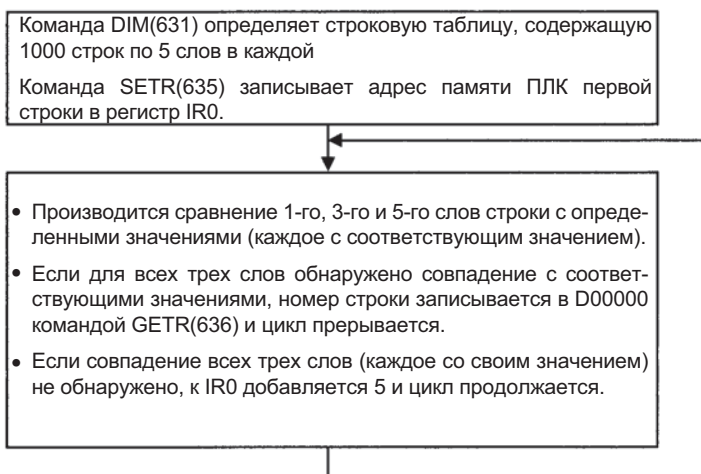 Команда DIM(631) определяет строковую таблицу, содержащую
1000 строк по 5 слов в каждой
Команда SETR(635) записывает адрес памяти ПЛК первой
строки в регистр IR0.
• Производится сравнение 1-го, 3-го и 5-го слов строки с опреде-
ленными значениями (каждое с соответствующим значением).
• Если для всех трех слов обнаружено совпадение с соответ-
ствующими значениями, номер строки записывается в D00000
командой GETR(636) и цикл прерывается.
• Если совпадение всех трех слов (каждое со своим значением)
не обнаружено, к IR0 добавляется 5 и цикл продолжается.